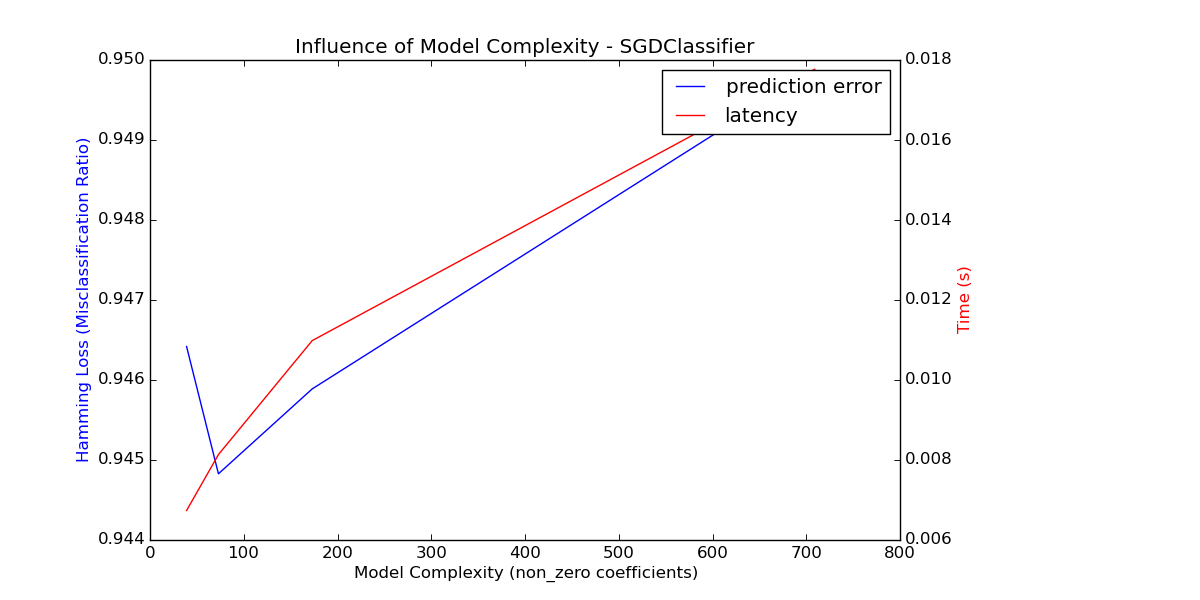 Influence of Model Complexity - SGDClassifier
prediction error
latency
Hamming Loss (Misclassification Ratio)
0.950
0.949
0.948
0.947
0.946
0.945
0.944
0.018
0.016
0.014
0.012
0.010
0.008
0.006
Time (s)
0 100 200 300 400 500 600 700 800
Model Complexity (non_zero coefficients)